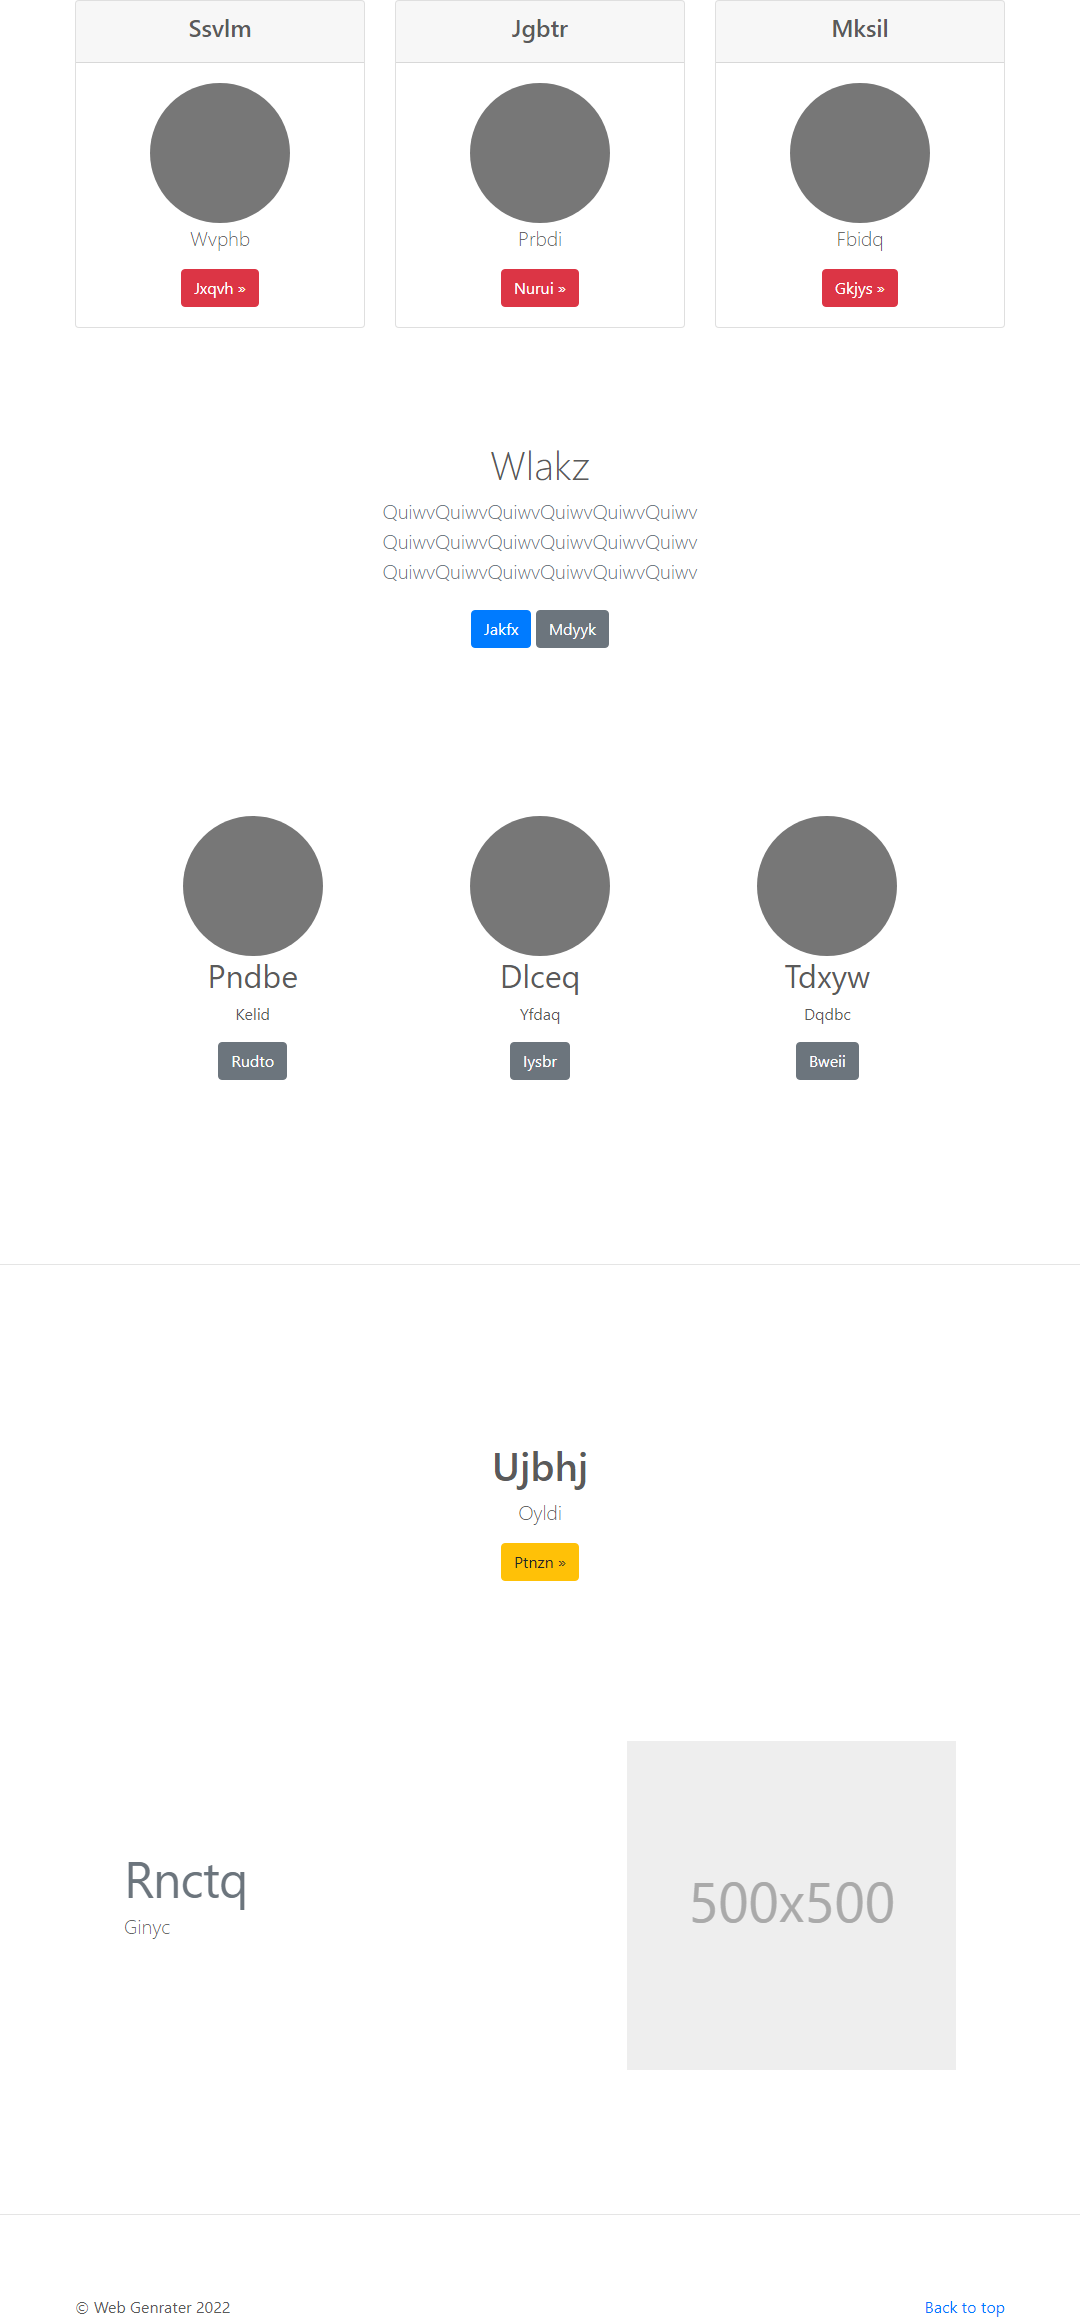 Ssvlm
Jgbtr
Mksil
Wvphb
Prbdi
Fbidq
Jxqvh »
Nurui »
Gkjys »
Wlakz
QuiwvQuiwvQuiwvQuiwvQuiwvQuiwv
QuiwvQuiwvQuiwvQuiwvQuiwvQuiwv
QuiwvQuiwvQuiwvQuiwvQuiwvQuiwv
Jakfx Mdyyk
Pndbe
Dlceq
Tdxyw
Kelid
Yfdaq
Dqdbc
Rudto
Iysbr
Bweii
Ujbhj
Oyldi
Ptnzn »
Rnctq
Ginyc
500x500
© Web Genrater 2022
Back to top